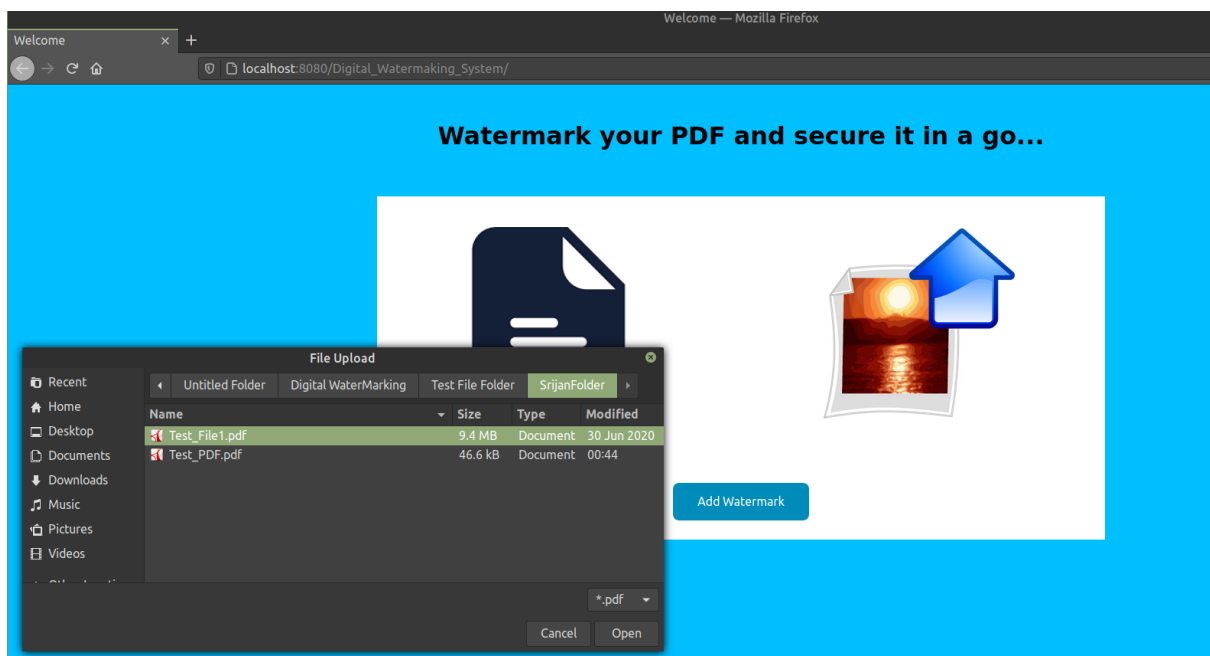 Welcome — Mozilla Firefox
Welcome × +
localhost:8080/Digital_Watermaking_System/
Watermark your PDF and secure it in a go...
File Upload
Recent
Home
Desktop
Documents
Downloads
Music
Pictures
Videos
Untitled Folder Digital WaterMarking Test File Folder SrijanFolder
Name Size Type Modified
Test_File1.pdf 9.4 MB Document 30 Jun 2020
Test_PDF.pdf 46.6 kB Document 00:44
*.pdf
Cancel Open
Add Watermark